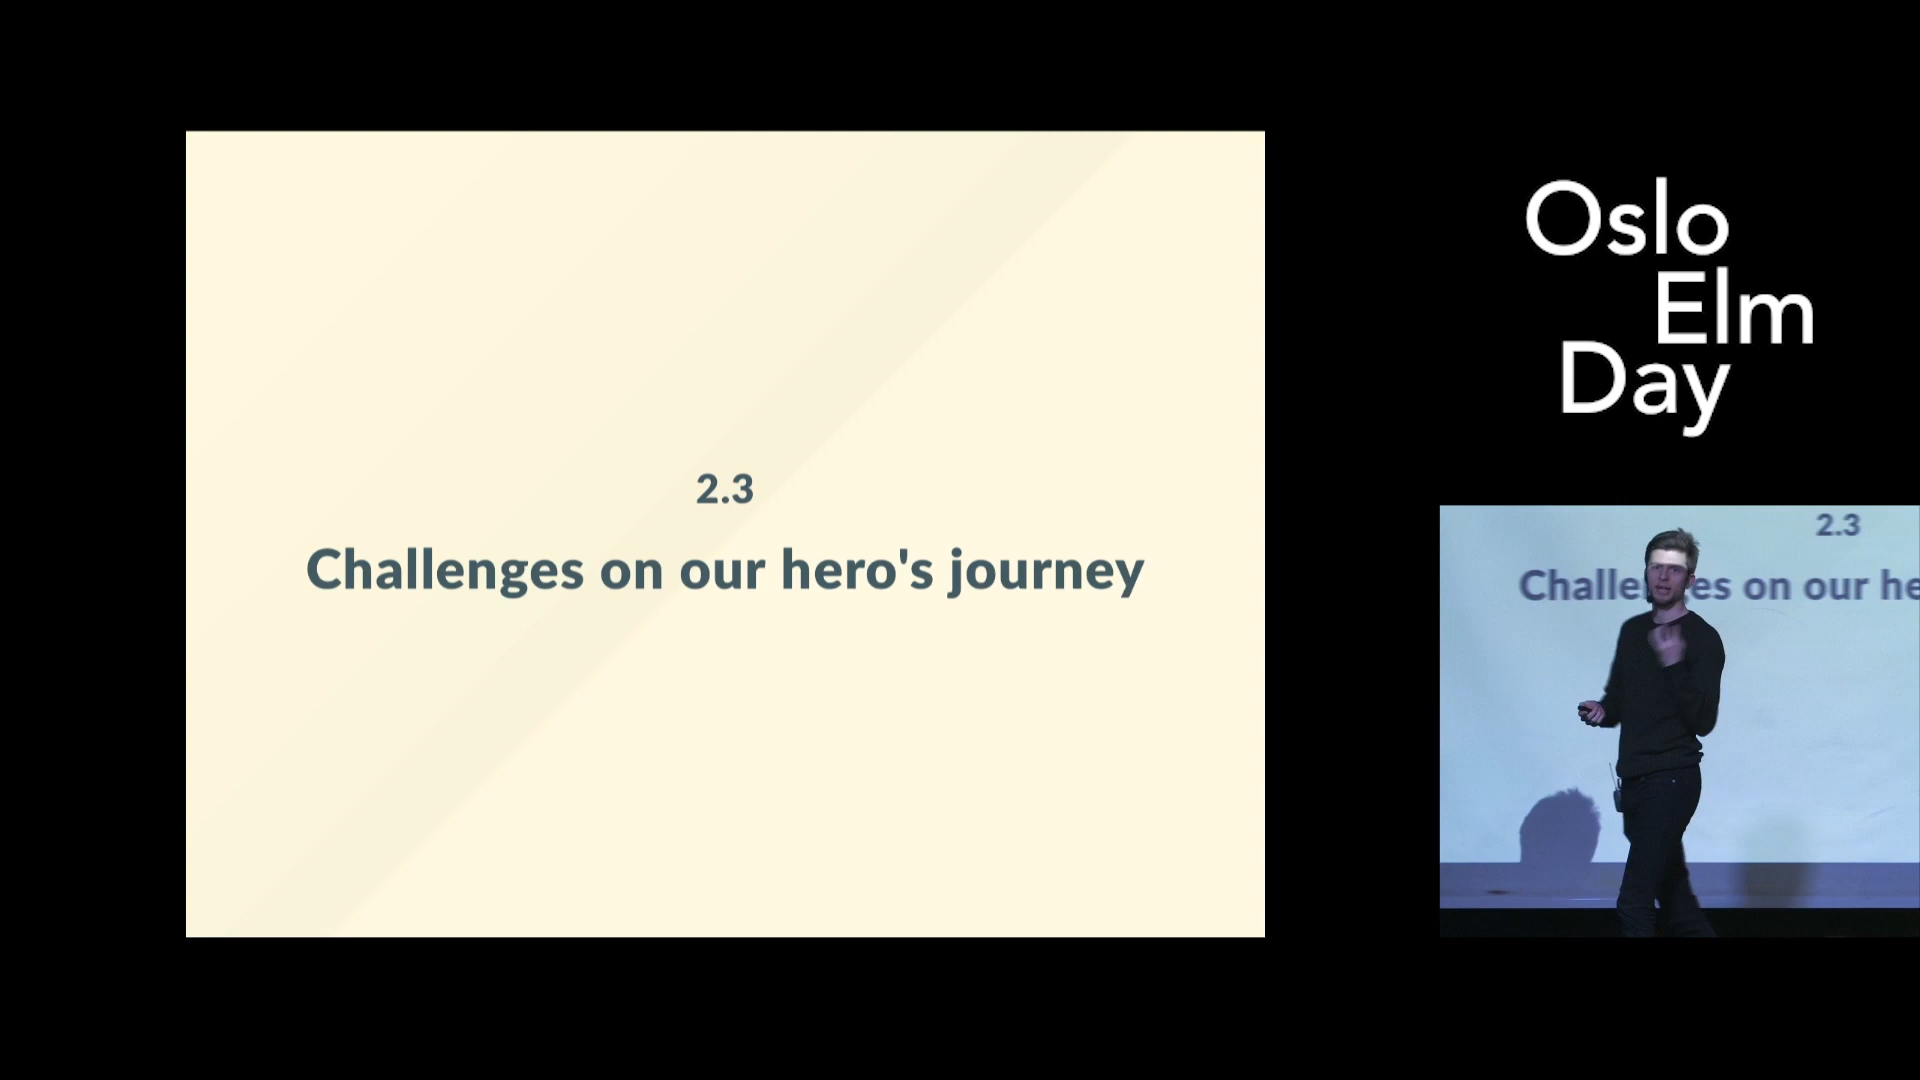 2.3
Challenges on our hero's journey
Oslo
Elm
Day
2.3
Challenges on our he